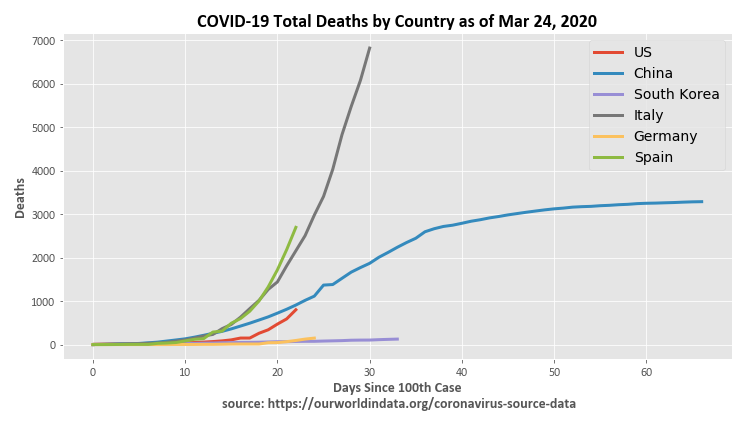 COVID-19 Total Deaths by Country as of Mar 24, 2020
7000
6000
5000
4000
3000
2000
1000
0
Deaths
US
China
South Korea
Italy
Germany
Spain
0 10 20 30 40 50 60
Days Since 100th Case
source: https://ourworldindata.org/coronavirus-source-data